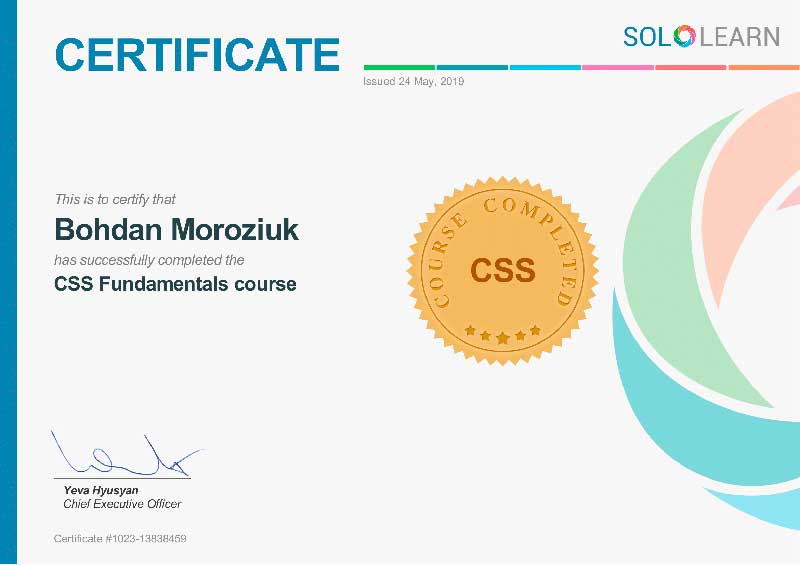 CERTIFICATE
SOLOLEARN
Issued 24 May, 2019
This is to certify that
Bohdan Moroziuk
has successfully completed the
CSS Fundamentals course
COURSE COMPLETED
CSS
Yeva Hyusyan
Chief Executive Officer
Certificate #1023-13838459